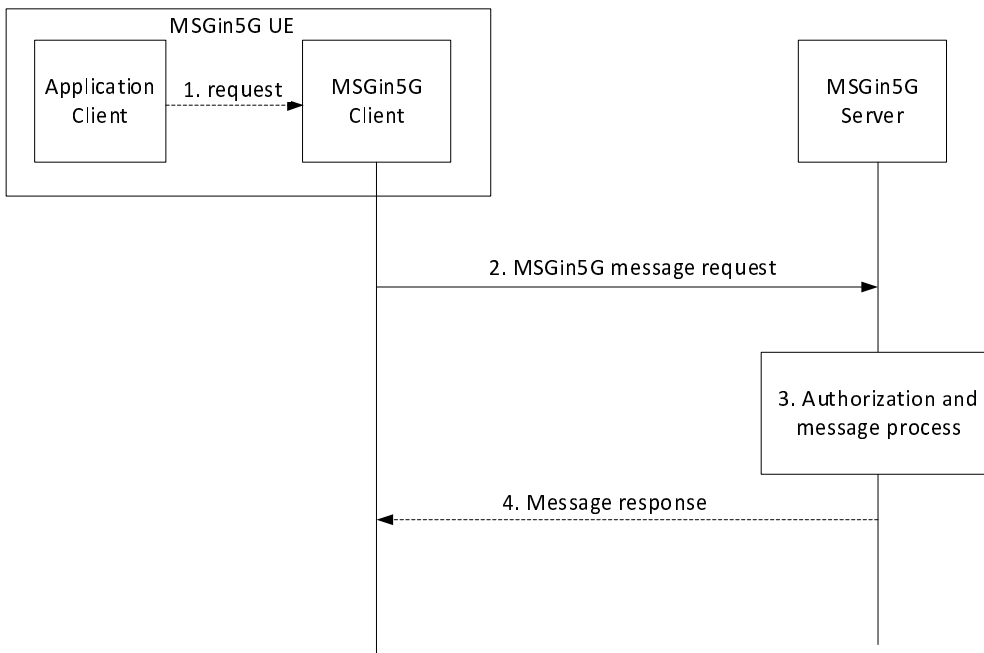 MSGin5G UE
Application
Client
1. request
MSGin5G
Client
MSGin5G
Server
2. MSGin5G message request
3. Authorization and
message process
4. Message response